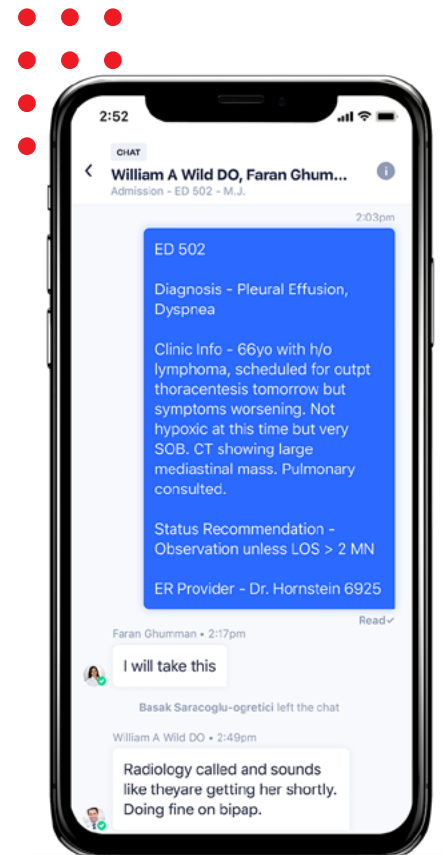 2:52
CHAT
William A Wild DO, Faran Ghum...
Admission - ED 502 - M.J.
2:03pm
ED 502
Diagnosis - Pleural Effusion,
Dyspnea
Clinic Info - 66yo with h/o
lymphoma, scheduled for outpt
thoracentesis tomorrow but
symptoms worsening. Not
hypoxic at this time but very
SOB. CT showing large
mediastinal mass. Pulmonary
consulted.
Status Recommendation -
Observation unless LOS > 2 MN
ER Provider - Dr. Hornstein 6925
Read✓
Faran Ghumman • 2:17pm
I will take this
Basak Saracoglu-ogretici left the chat
William A Wild DO • 2:49pm
Radiology called and sounds
like theyare getting her shortly.
Doing fine on bipap.